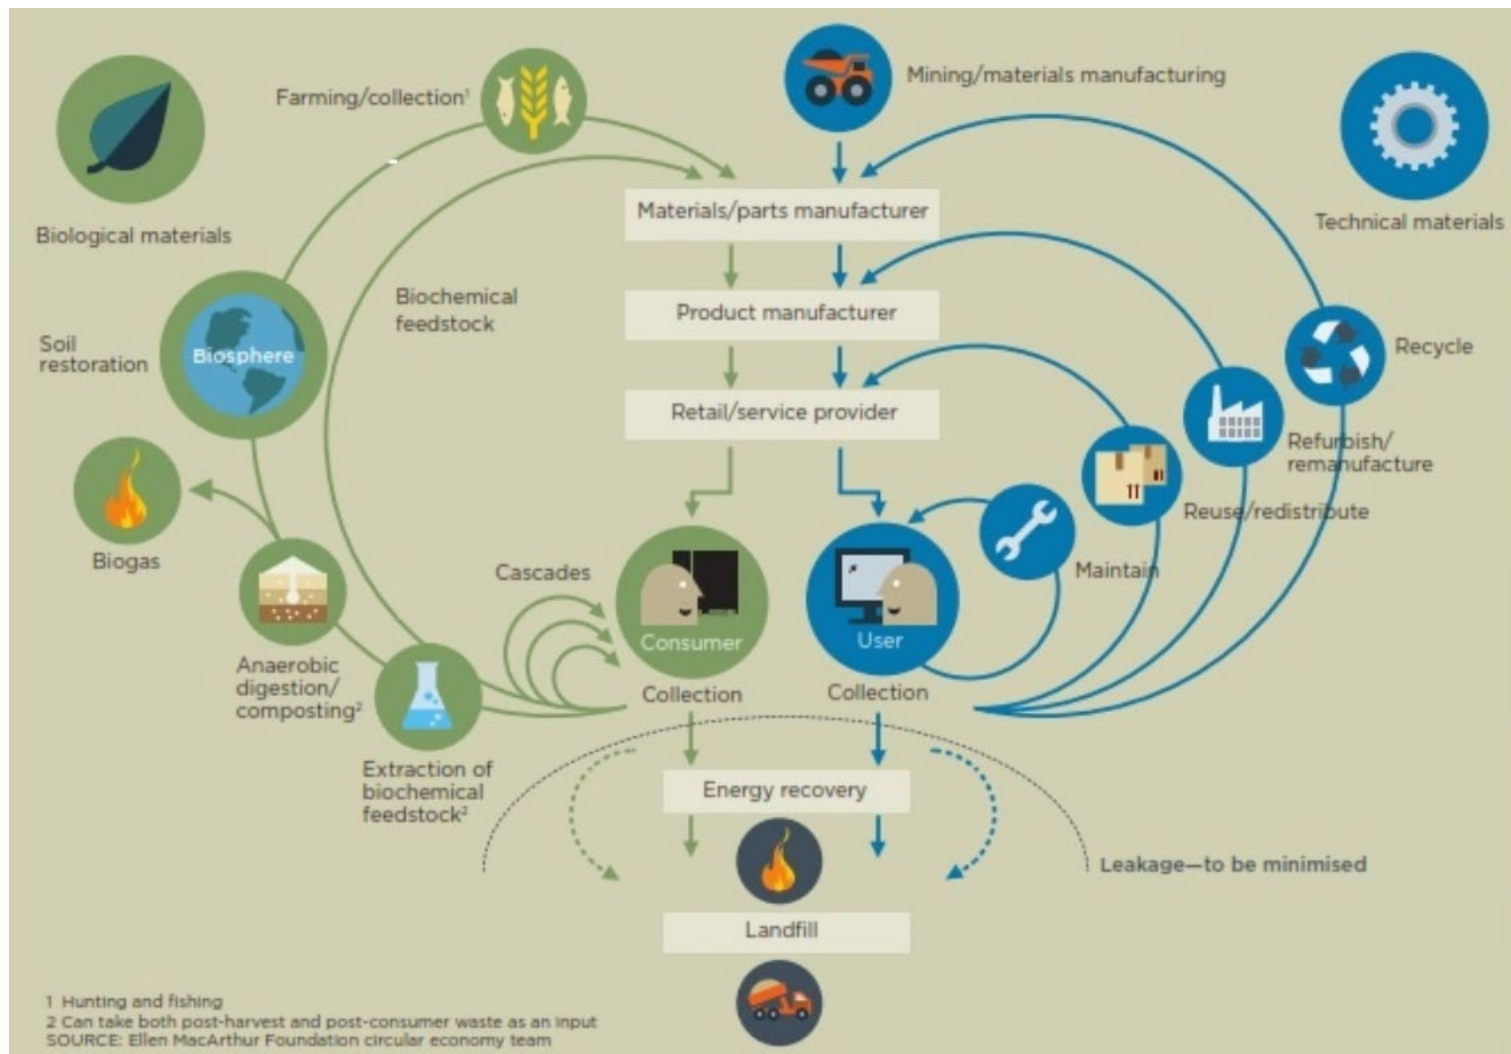 Farming/collection¹
Mining/materials manufacturing
Biological materials
Technical materials
Materials/parts manufacturer
Biochemical
feedstock
Product manufacturer
Soil
restoration
Biosphere
Recycle
Retail/service provider
Refurbish/
remanufacture
Reuse/redistribute
Biogas
Cascades
Maintain
Consumer
User
Anaerobic
digestion/
composting²
Collection
Collection
Extraction of
biochemical
feedstock²
Energy recovery
Leakage—to be minimised
Landfill
1 Hunting and fishing
2 Can take both post-harvest and post-consumer waste as an input
SOURCE: Ellen MacArthur Foundation circular economy team